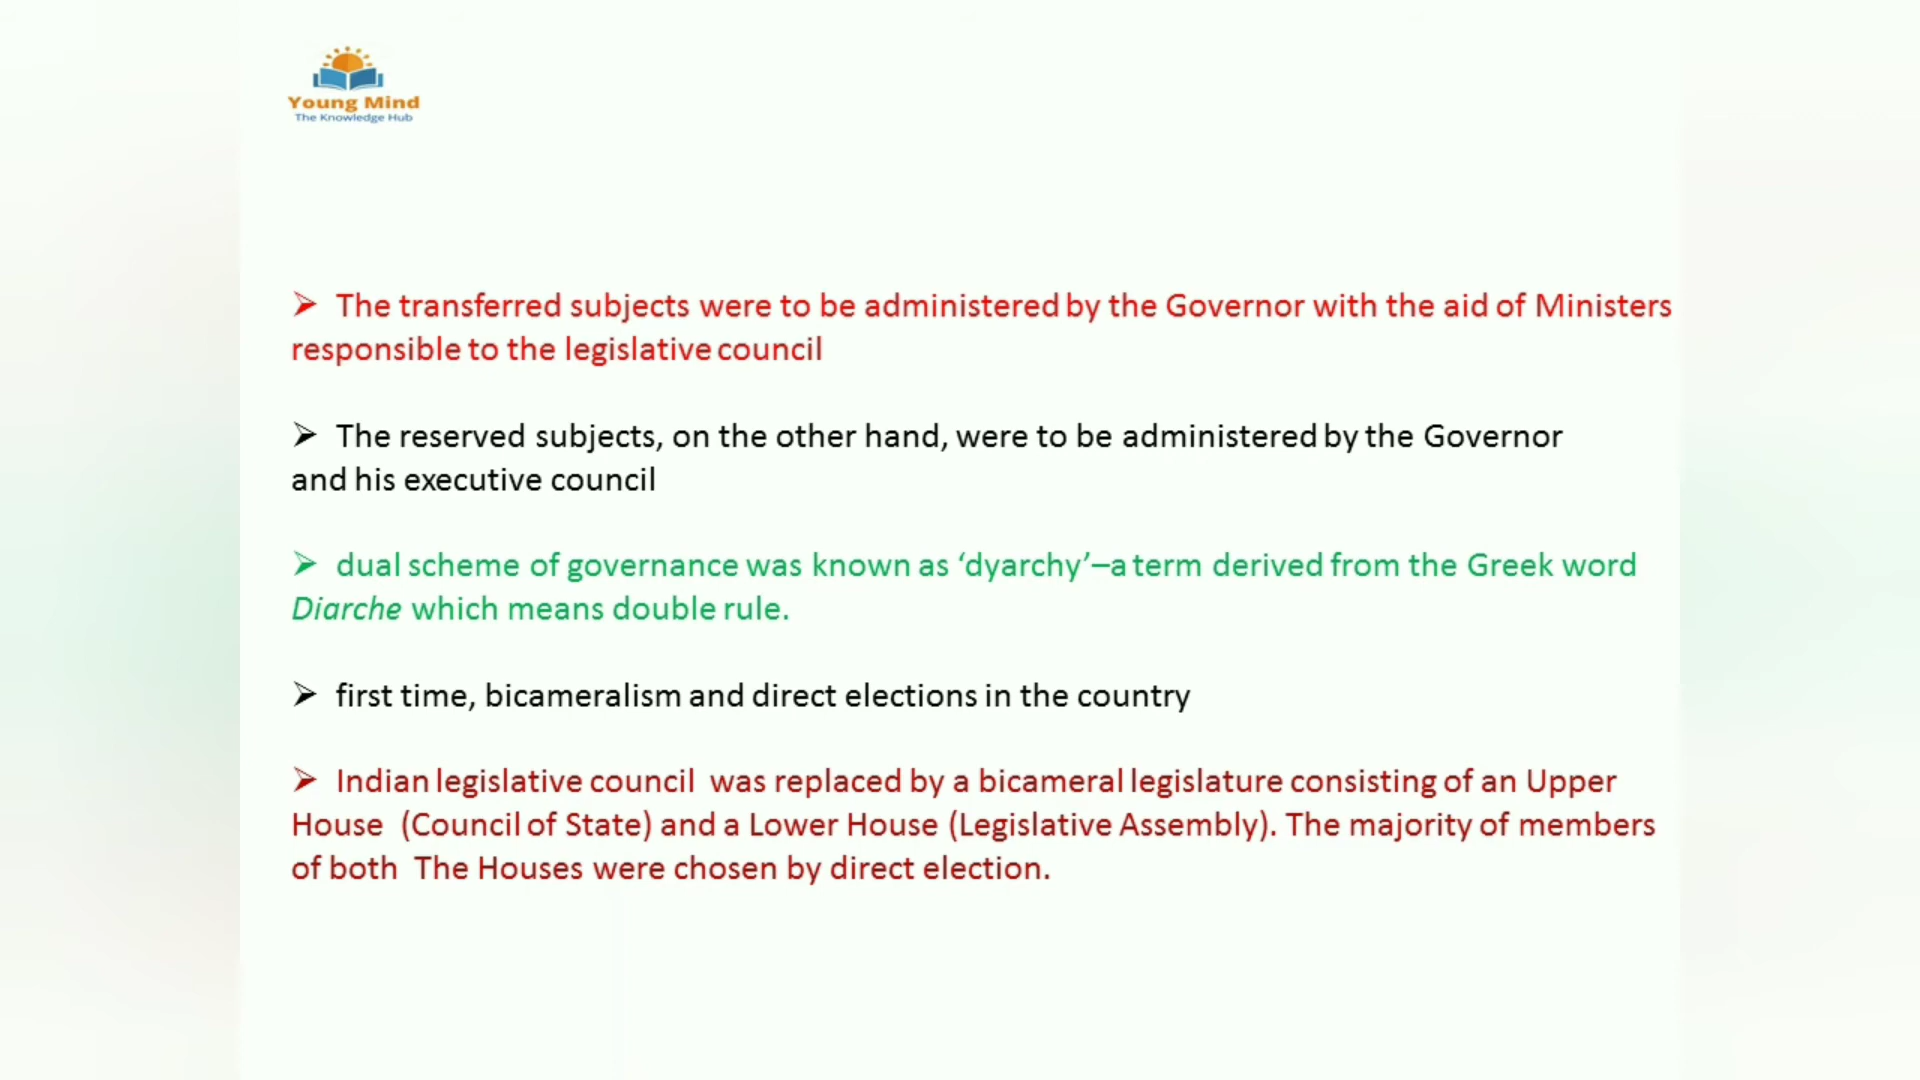 Young Mind
The Knowledge Hub
➢ The transferred subjects were to be administered by the Governor with the aid of Ministers
responsible to the legislative council
➢ The reserved subjects, on the other hand, were to be administered by the Governor
and his executive council
➢ dual scheme of governance was known as ‘dyarchy’–a term derived from the Greek word
Diarche which means double rule.
➢ first time, bicameralism and direct elections in the country
➢ Indian legislative council was replaced by a bicameral legislature consisting of an Upper
House (Council of State) and a Lower House (Legislative Assembly). The majority of members
of both The Houses were chosen by direct election.